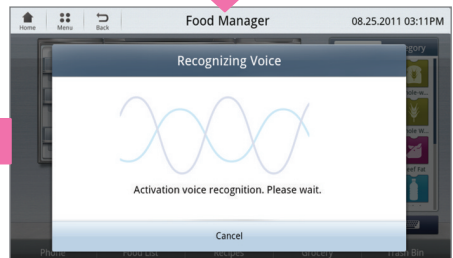 Food Manager
08.25.2011 03:11PM
Home
Menu
Back
Recognizing Voice
Activation voice recognition. Please wait.
Cancel
Phone
Food List
Recipes
Grocery
Trash Bin